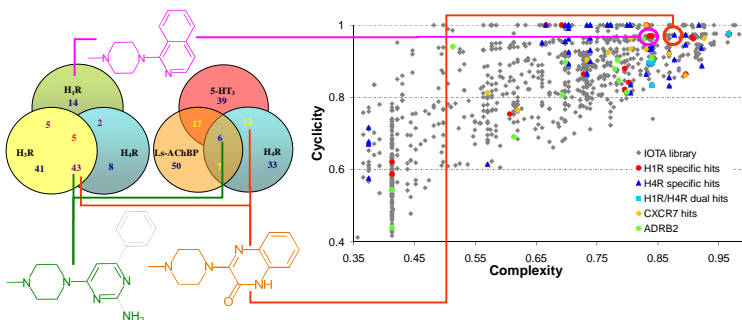 N
N
N
H₁R
14
5
2
5
H₃R
H₄R
41
43
8
5-HT₃
39
17
12
6
Ls-AChBP
H₄R
50
7
33
N
N
N
N
NH₂
N
N
N
O
NH
Cyclicity
1
0.8
0.6
0.4
0.35
0.45
0.55
0.65
0.75
0.85
0.95
Complexity
IOTA library
H1R specific hits
H4R specific hits
H1R/H4R dual hits
CXCR7 hits
ADRB2